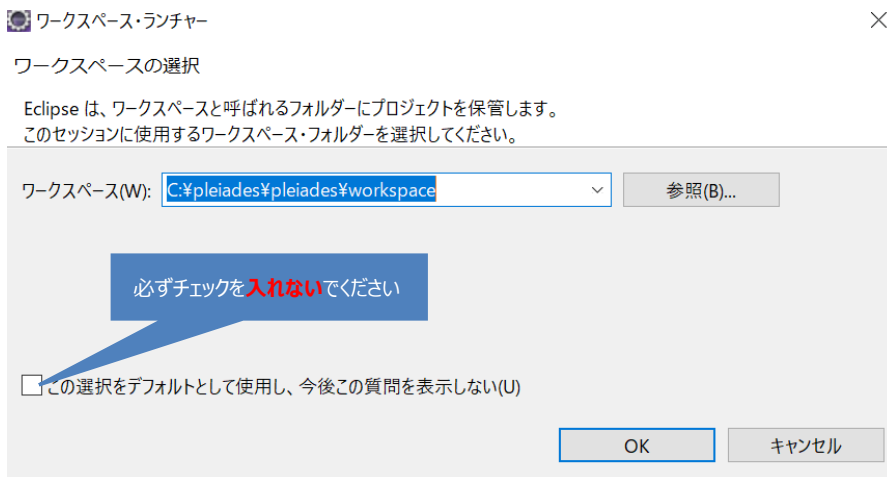 ワークスペース・ランチャー
ワークスペースの選択
Eclipse は、ワークスペースと呼ばれるフォルダーにプロジェクトを保管します。
このセッションに使用するワークスペース・フォルダーを選択してください。
ワークスペース(W): C:¥pleiades¥pleiades¥workspace 参照(B)...
必ずチェックを入れないでください
この選択をデフォルトとして使用し、今後この質問を表示しない(U)
OK キャンセル